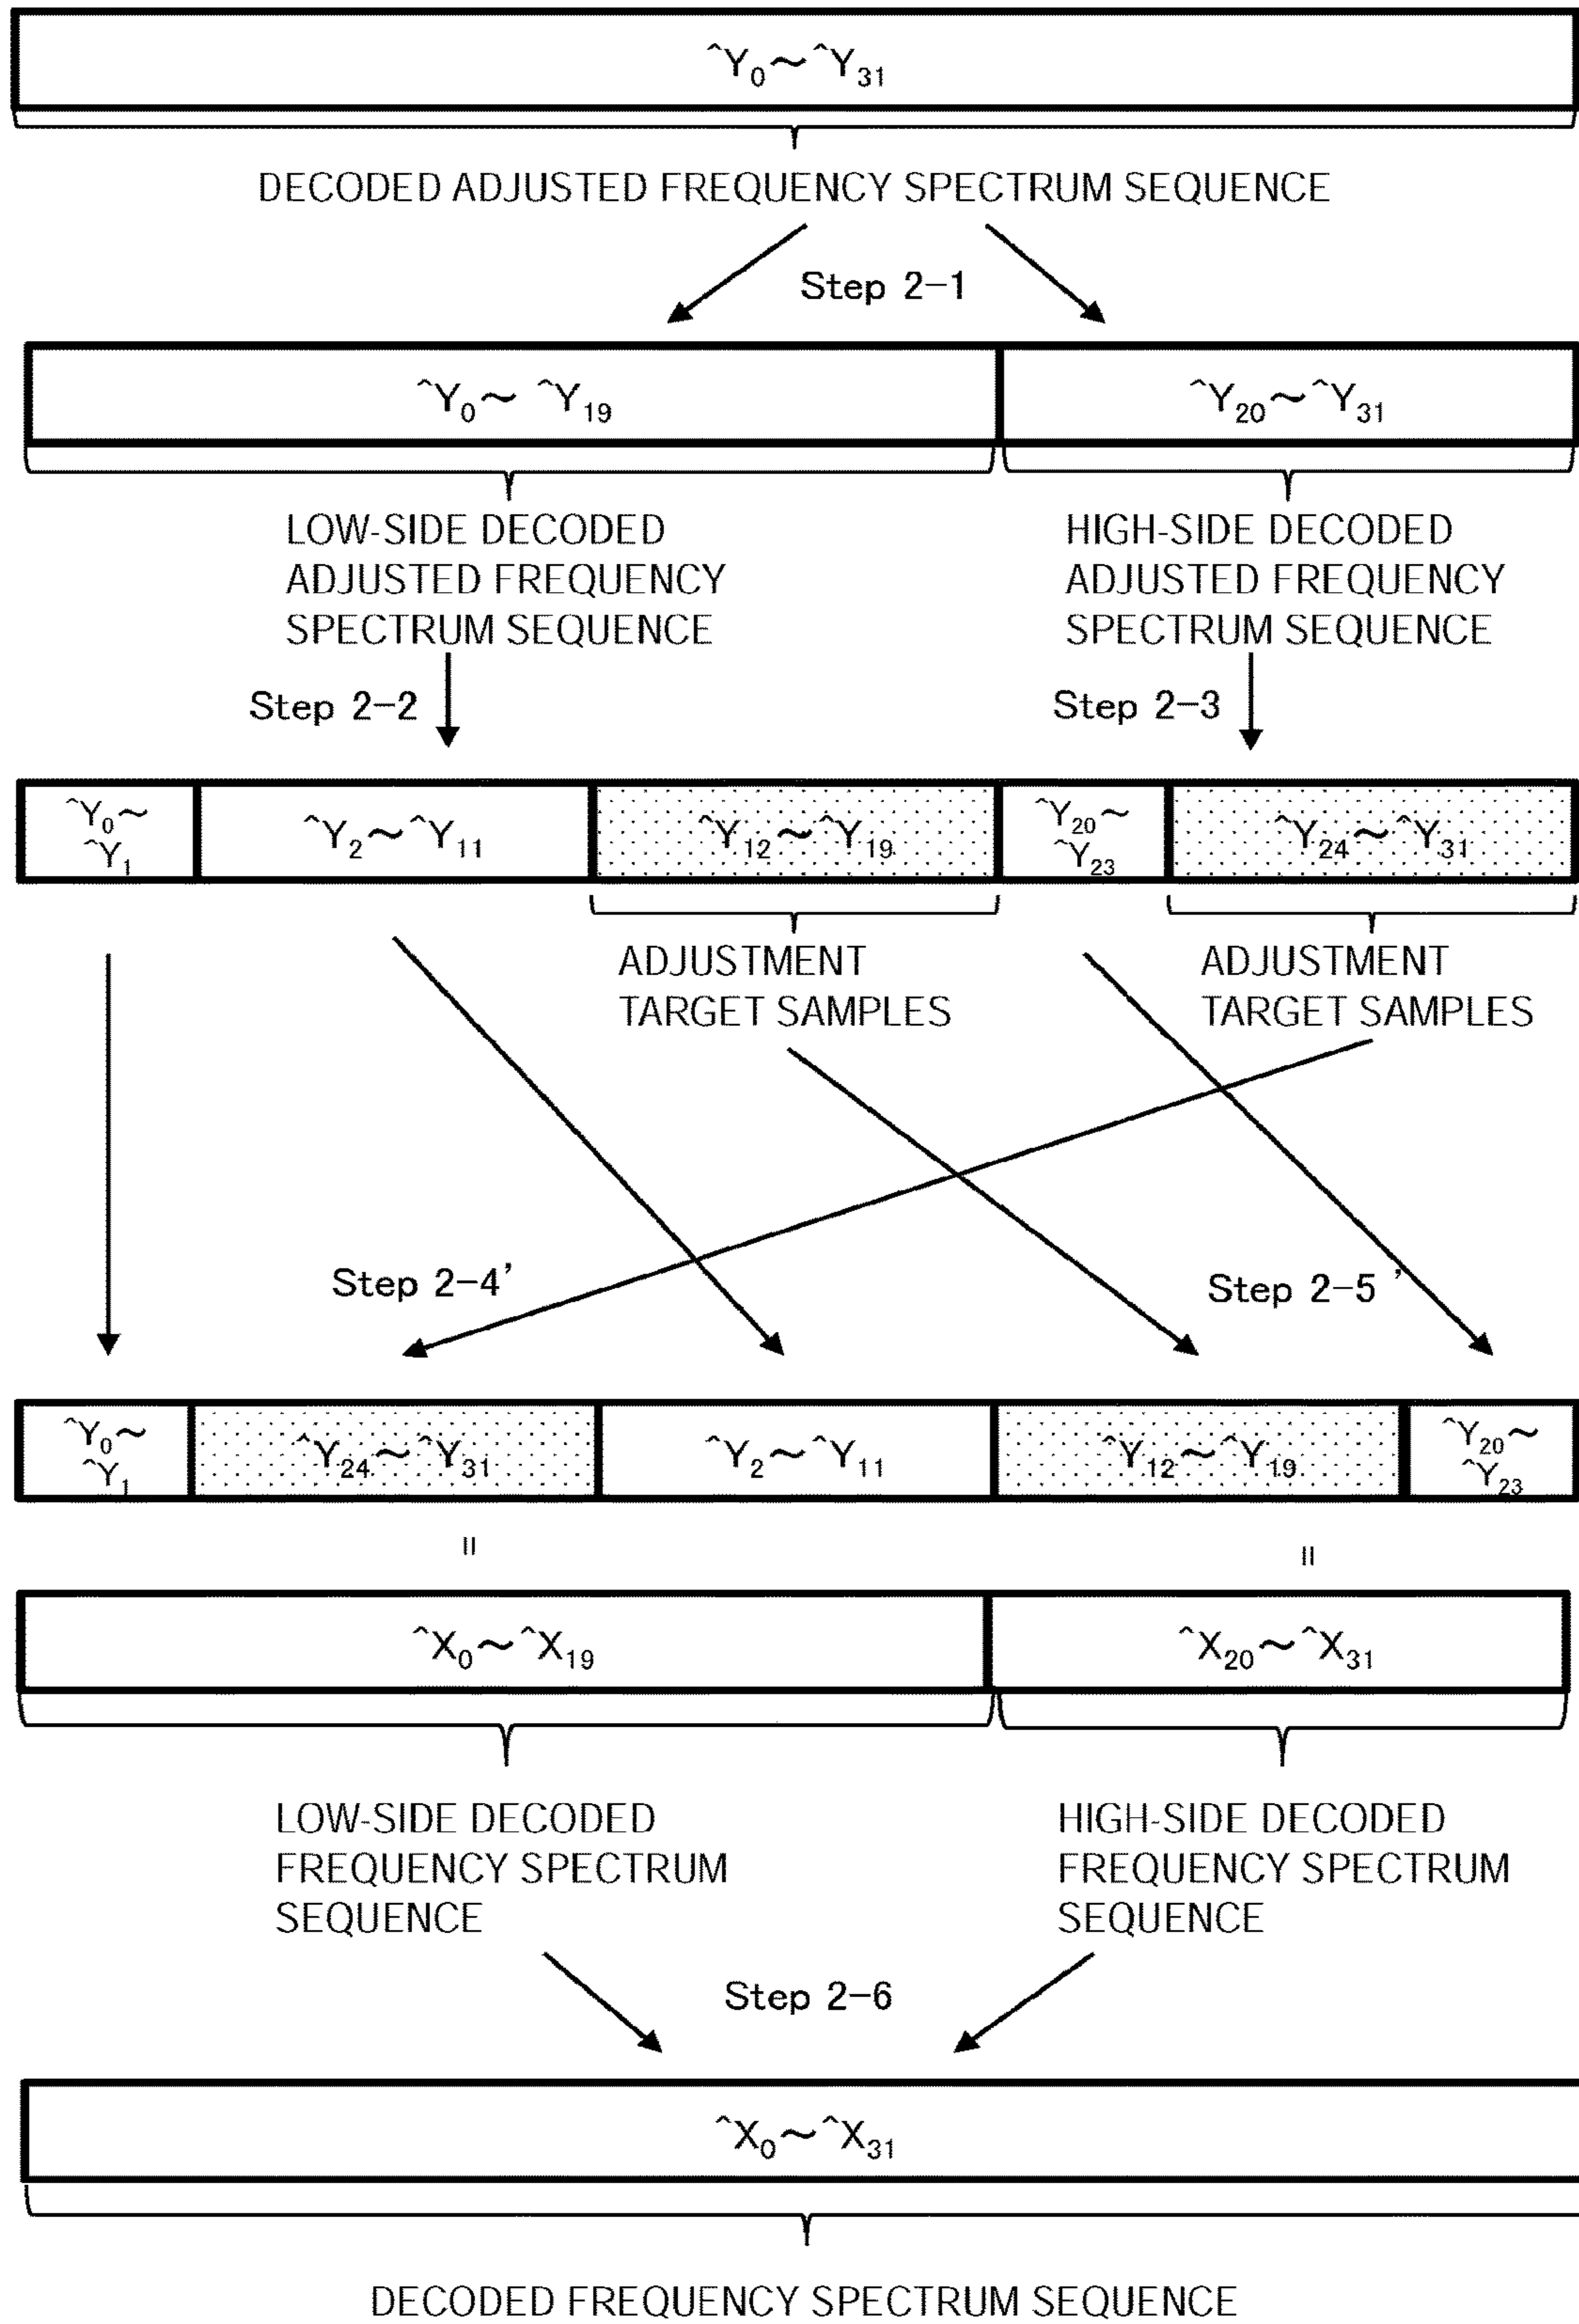 ^Y0～^Y31
DECODED ADJUSTED FREQUENCY SPECTRUM SEQUENCE
Step 2-1
^Y0～ ^Y19
^Y20～^Y31
LOW-SIDE DECODED
ADJUSTED FREQUENCY
SPECTRUM SEQUENCE
HIGH-SIDE DECODED
ADJUSTED FREQUENCY
SPECTRUM SEQUENCE
Step 2-2
Step 2-3
^Y0～
^Y1
^Y2～^Y11
^Y12～^Y19
^Y20～
^Y23
^Y24～^Y31
ADJUSTMENT
TARGET SAMPLES
ADJUSTMENT
TARGET SAMPLES
Step 2-4'
Step 2-5 '
^Y0～
^Y1
^Y24～^Y31
^Y2～^Y11
^Y12～^Y19
^Y20～
^Y23
=
=
^X0～^X19
^X20～^X31
LOW-SIDE DECODED
FREQUENCY SPECTRUM
SEQUENCE
HIGH-SIDE DECODED
FREQUENCY SPECTRUM
SEQUENCE
Step 2-6
^X0～^X31
DECODED FREQUENCY SPECTRUM SEQUENCE